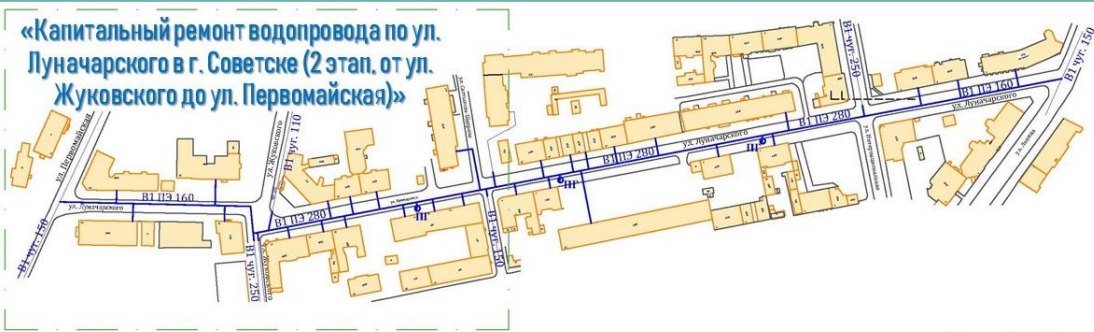 «Капитальный ремонт водопровода по ул.
Луначарского в г. Советске (2 этап, от ул.
Жуковского до ул. Первомайская)»
ул. Первомайская
В1 чуг. 150
В1 ПЭ 160
ул. Луначарского
ул. Жуковского
В1 чуг. 110
В1 чуг. 250
ул. Жуковского
В1 ПЭ 280
ПГ
В1 чуг. 150
ПГ
В1 ПЭ 280
ул. Луначарского
ПГ
В1 ПЭ 280
В1 чуг. 250
В1 ПЭ 160
ул. Луначарского
В1 чуг. 150